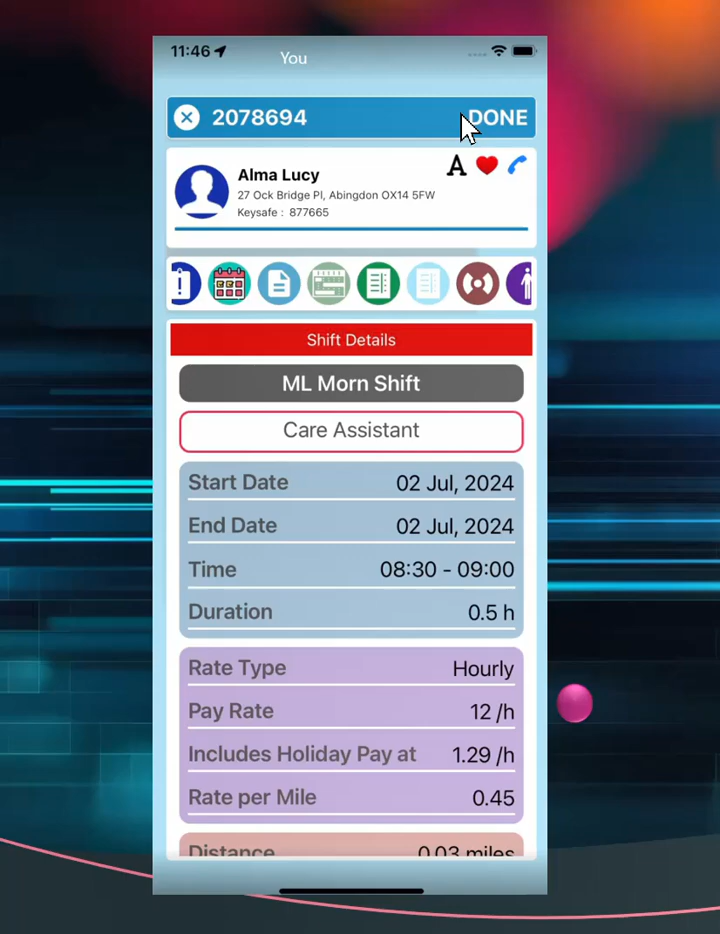 11:46
You
2078694 DONE
Alma Lucy
A
27 Ock Bridge Pl, Abingdon OX14 5FW
Keysafe : 877665
Shift Details
ML Morn Shift
Care Assistant
Start Date 02 Jul, 2024
End Date 02 Jul, 2024
Time 08:30 - 09:00
Duration 0.5 h
Rate Type Hourly
Pay Rate 12 /h
Includes Holiday Pay at 1.29 /h
Rate per Mile 0.45
Distance 0.03 miles